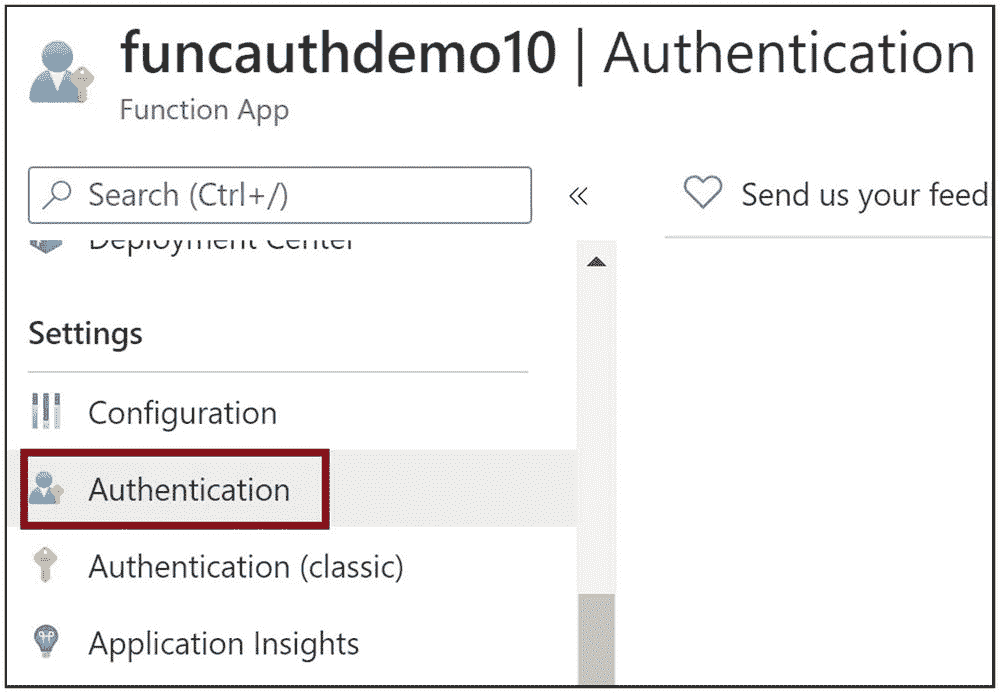 funcauthdemo10 | Authentication
Function App
Search (Ctrl+/)
«
Send us your feed
Deployment Center
Settings
Configuration
Authentication
Authentication (classic)
Application Insights